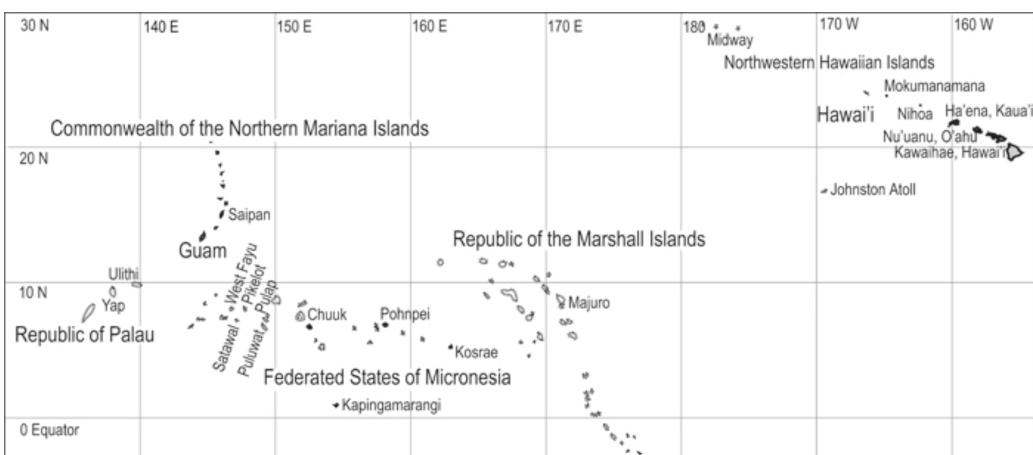 30 N
140 E
150 E
160 E
170 E
180
170 W
160 W
Midway
Northwestern Hawaiian Islands
Mokumanamana
Hawai'i
Nihoa
Ha'ena, Kaua'i
Nu'uanu, O'ahu
Kawaihae, Hawai'i
Commonwealth of the Northern Mariana Islands
20 N
Johnston Atoll
Saipan
Guam
Republic of the Marshall Islands
Ulithi
West Fayu
Pikelot
Pulap
10 N
Yap
Chuuk
Pohnpei
Majuro
Republic of Palau
Satawal
Puluwat
Kosrae
Federated States of Micronesia
Kapingamarangi
0 Equator